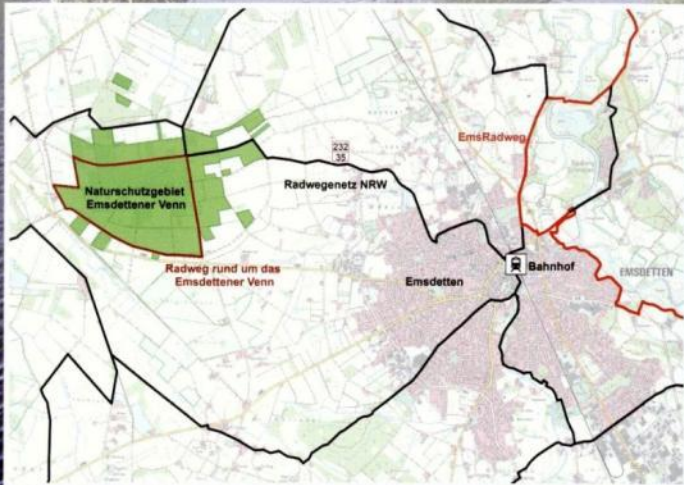 EmsRadweg
232
35
Radwegenetz NRW
Naturschutzgebiet
Emsdettener Venn
Radweg rund um das
Emsdettener Venn
Emsdetten
Bahnhof
EMSDETTEN